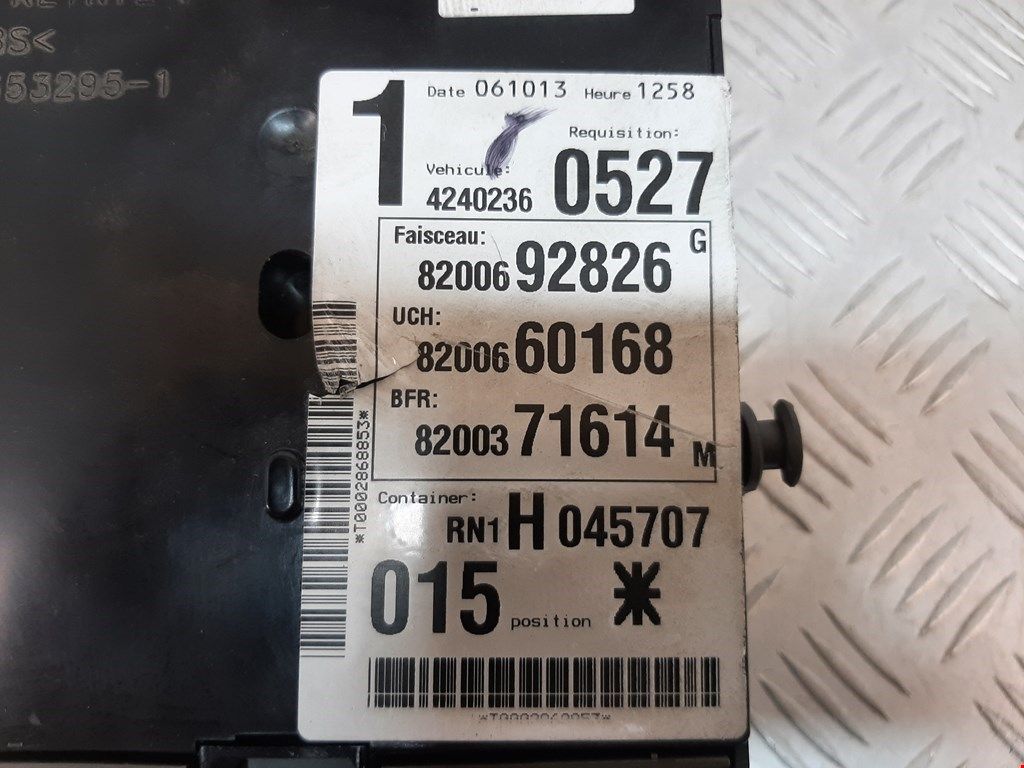 S<
653295-1
1
Date 061013 Heure 1258
Requisition:
Vehicule:
4240236 0527
Faisceau: G
82006 92826
UCH:
82006 60168
BFR:
82003 71614 M
*T0002868853*
Container:
RN1 H 045707
015 position *